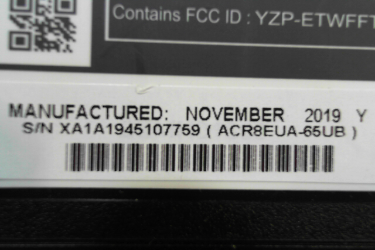 Contains FCC ID : YZP-ETWFFT
MANUFACTURED: NOVEMBER 2019 Y
S/N XA1A1945107759 ( ACR8EUA-65UB )